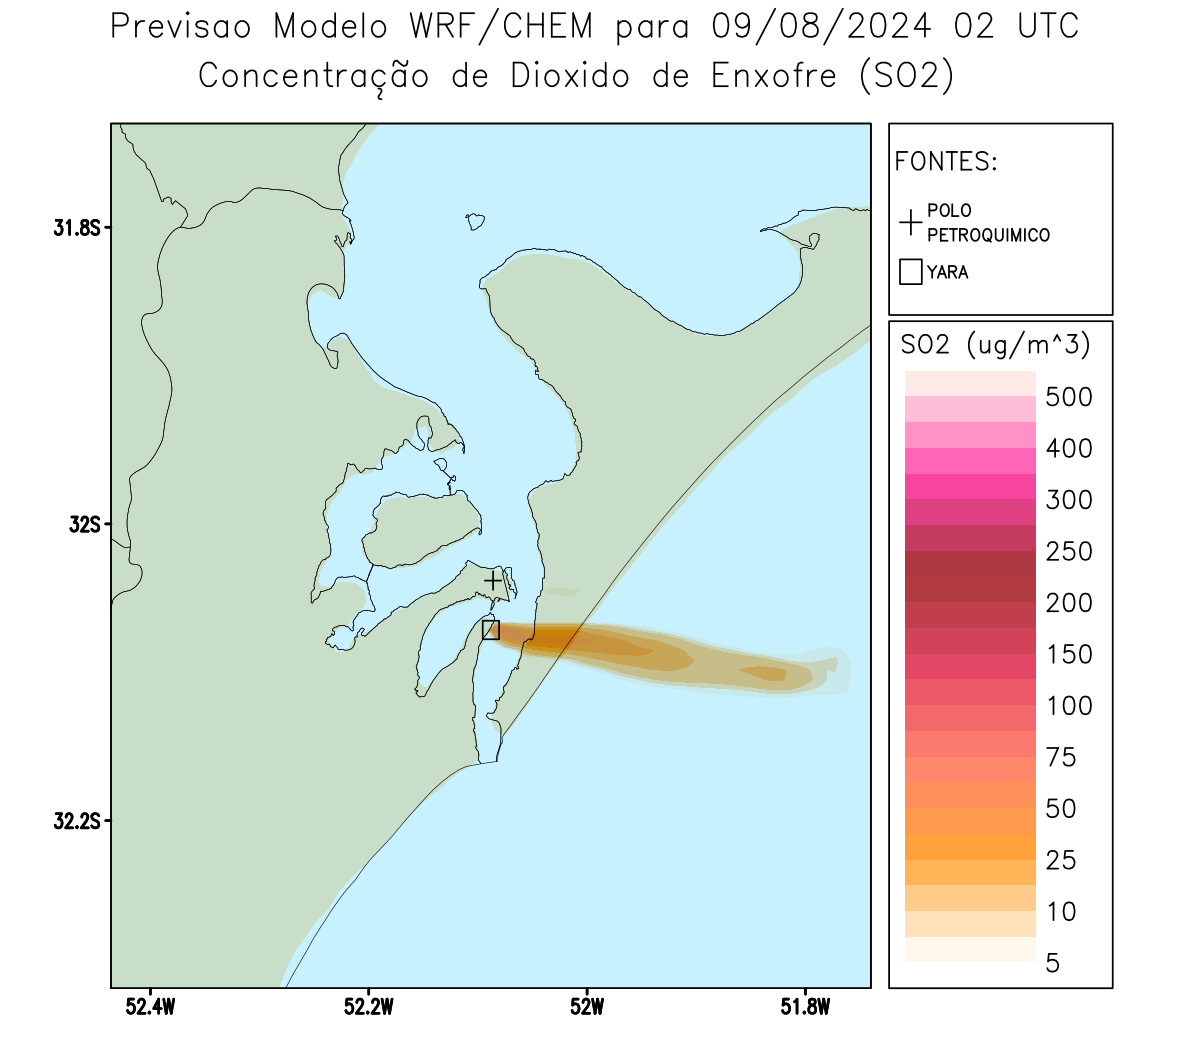 Previsao Modelo WRF/CHEM para 09/08/2024 02 UTC
Concentração de Dioxido de Enxofre (SO2)
FONTES:
POLO
PETROQUIMICO
YARA
31.8S
32S
32.2S
52.4W
52.2W
52W
51.8W
SO2 (ug/m^3)
500
400
300
250
200
150
100
75
50
25
10
5